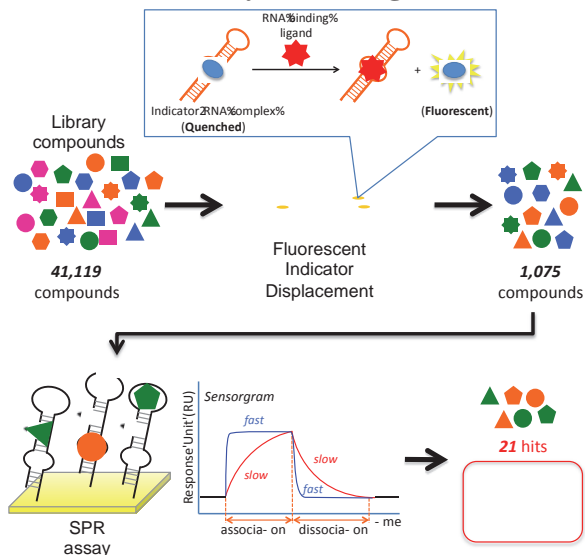 RNA%binding%
ligand
+
Indicator2RNA%complex%
(Quenched)
(Fluorescent)
Library
compounds
41,119
compounds
Fluorescent
Indicator
Displacement
1,075
compounds
SPR
assay
Response'Unit'(RU)
Sensorgram
fast
slow
slow
fast
associa- on
dissocia- on
- me
21 hits